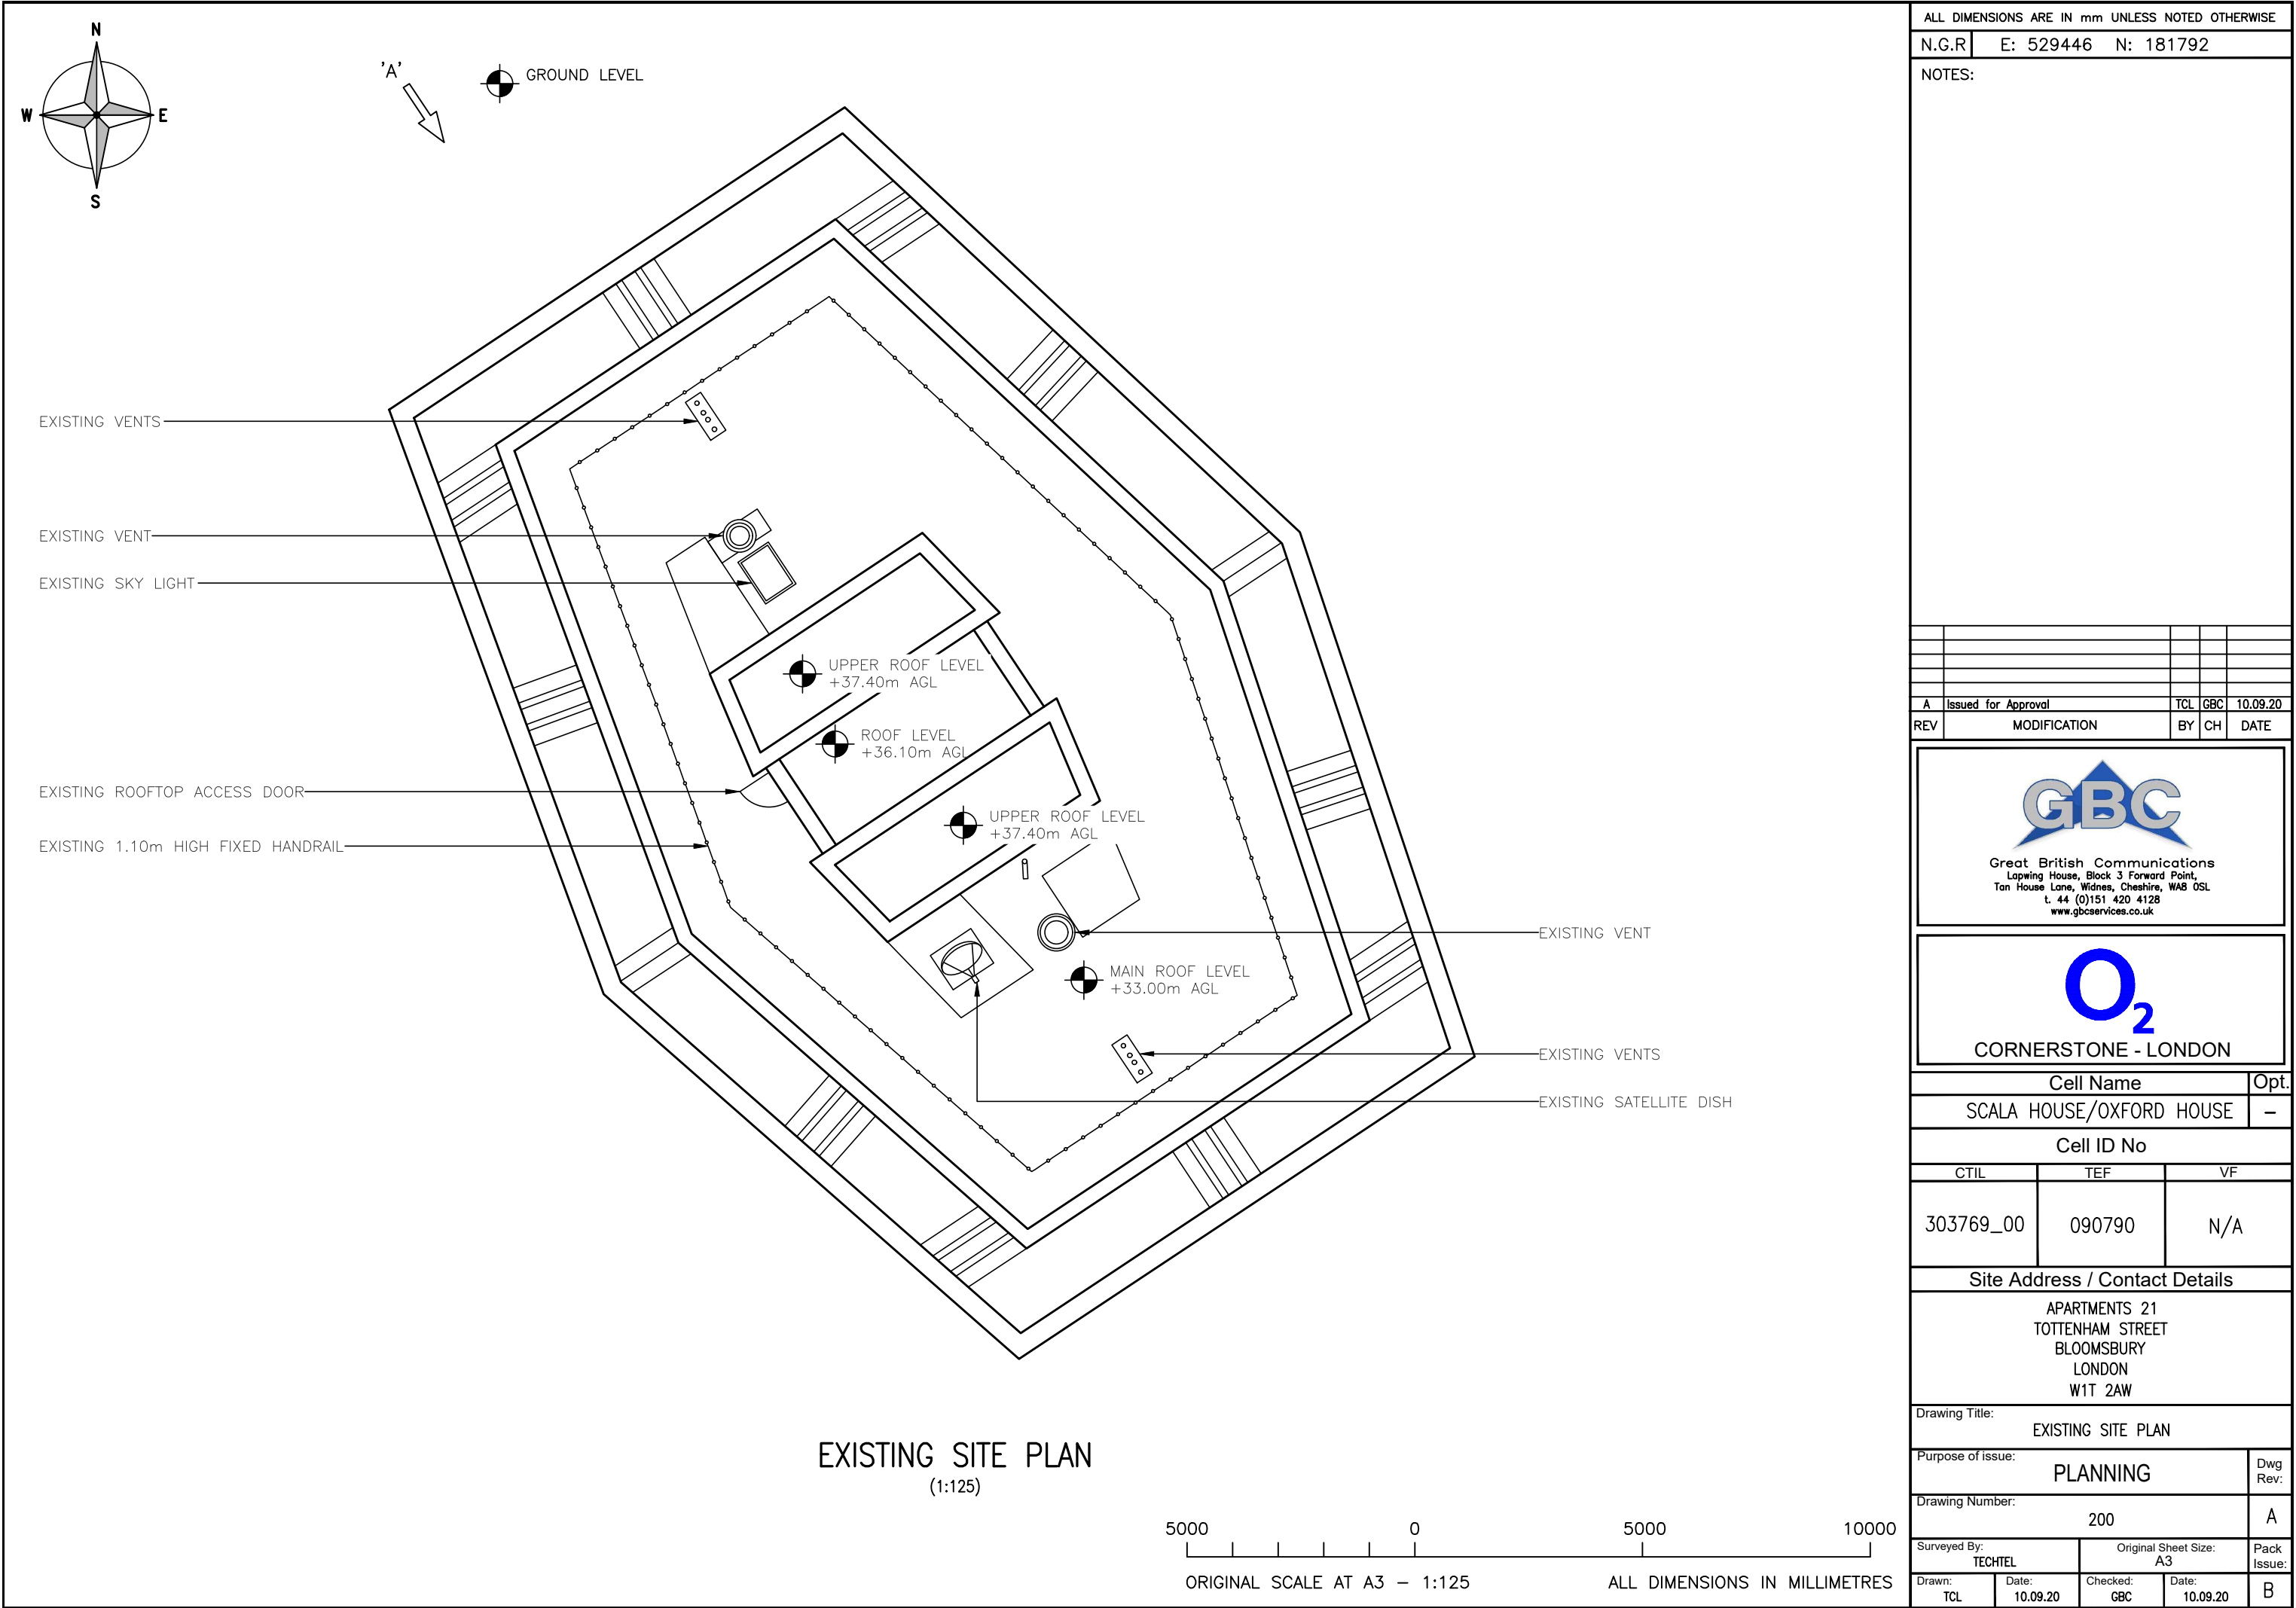 N
W
E
S
'A'
GROUND LEVEL
EXISTING VENTS
EXISTING VENT
EXISTING SKY LIGHT
UPPER ROOF LEVEL
+37.40m AGL
ROOF LEVEL
+36.10m AGL
EXISTING ROOFTOP ACCESS DOOR
UPPER ROOF LEVEL
+37.40m AGL
EXISTING 1.10m HIGH FIXED HANDRAIL
EXISTING VENT
MAIN ROOF LEVEL
+33.00m AGL
EXISTING VENTS
EXISTING SATELLITE DISH
EXISTING SITE PLAN
(1:125)
5000 0 5000 10000
ORIGINAL SCALE AT A3 – 1:125 ALL DIMENSIONS IN MILLIMETRES
ALL DIMENSIONS ARE IN mm UNLESS NOTED OTHERWISE
N.G.R E: 529446 N: 181792
NOTES:
A Issued for Approval TCL GBC 10.09.20
REV MODIFICATION BY CH DATE
GBC
Great British Communications
Lapwing House, Block 3 Forward Point,
Tan House Lane, Widnes, Cheshire, WA8 0SL
t. 44 (0)151 420 4128
www.gbcservices.co.uk
O2
CORNERSTONE - LONDON
Cell Name Opt.
SCALA HOUSE/OXFORD HOUSE –
Cell ID No
CTIL TEF VF
303769_00 090790 N/A
Site Address / Contact Details
APARTMENTS 21
TOTTENHAM STREET
BLOOMSBURY
LONDON
W1T 2AW
Drawing Title:
EXISTING SITE PLAN
Purpose of issue:
PLANNING
Dwg
Rev:
Drawing Number:
200
A
Surveyed By:
TECHTEL
Original Sheet Size:
A3
Pack
Issue:
Drawn:
TCL
Date:
10.09.20
Checked:
GBC
Date:
10.09.20
B